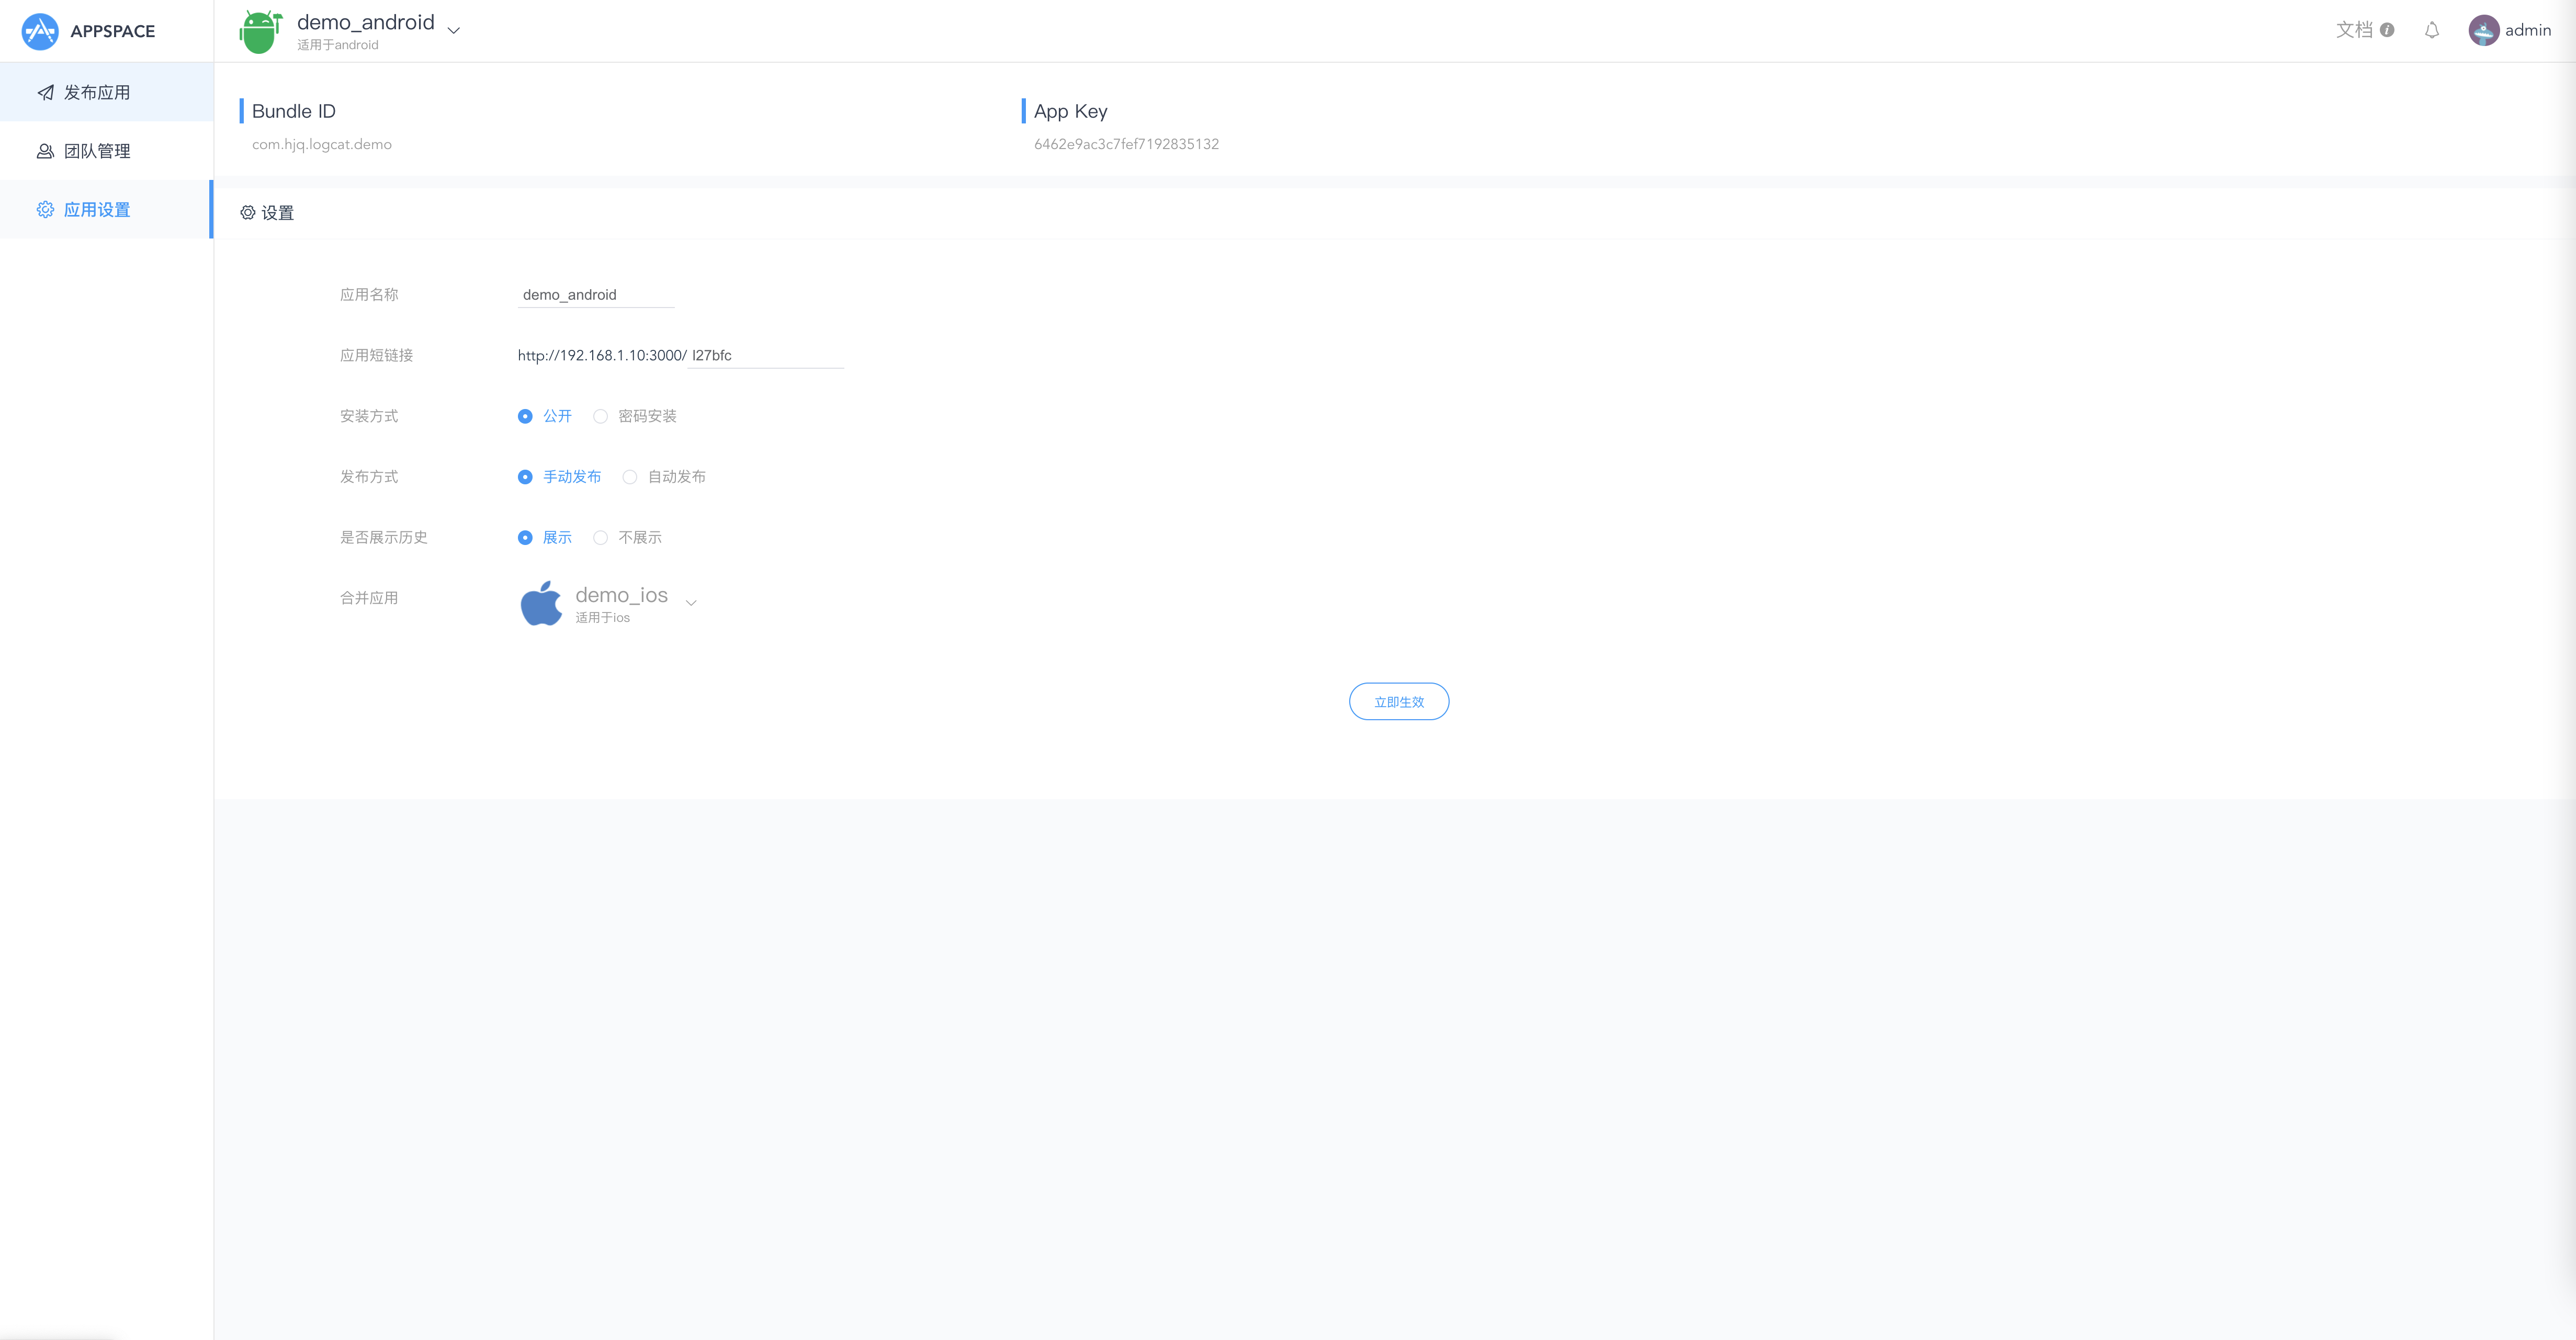 APPSPACE
demo_android
适用于android
文档
admin
发布应用
团队管理
应用设置
Bundle ID
com.hjq.logcat.demo
App Key
6462e9ac3c7fef7192835132
设置
应用名称 demo_android
应用短链接 http://192.168.1.10:3000/ l27bfc
安装方式 公开 密码安装
发布方式 手动发布 自动发布
是否展示历史 展示 不展示
合并应用 demo_ios
适用于ios
立即生效